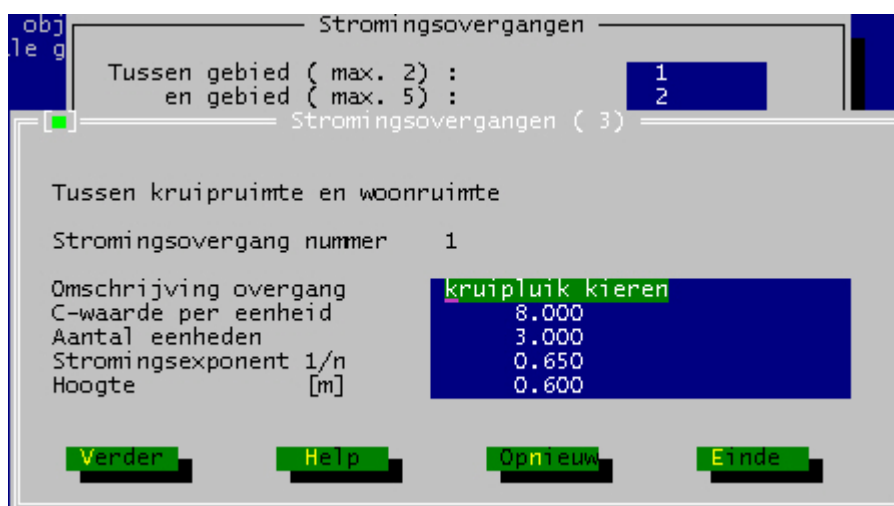 obj
Stromingsovergangen
le g
Tussen gebied ( max. 2) : 1
en gebied ( max. 5) : 2
[■] Stromingsovergangen ( 3)
Tussen kruipruimte en woonruimte
Stromingsovergang nummer 1
Omschrijving overgang kruipluik kieren
C-waarde per eenheid 8.000
Aantal eenheden 3.000
Stromingsexponent 1/n 0.650
Hoogte [m] 0.600
Verder Help Opnieuw Einde